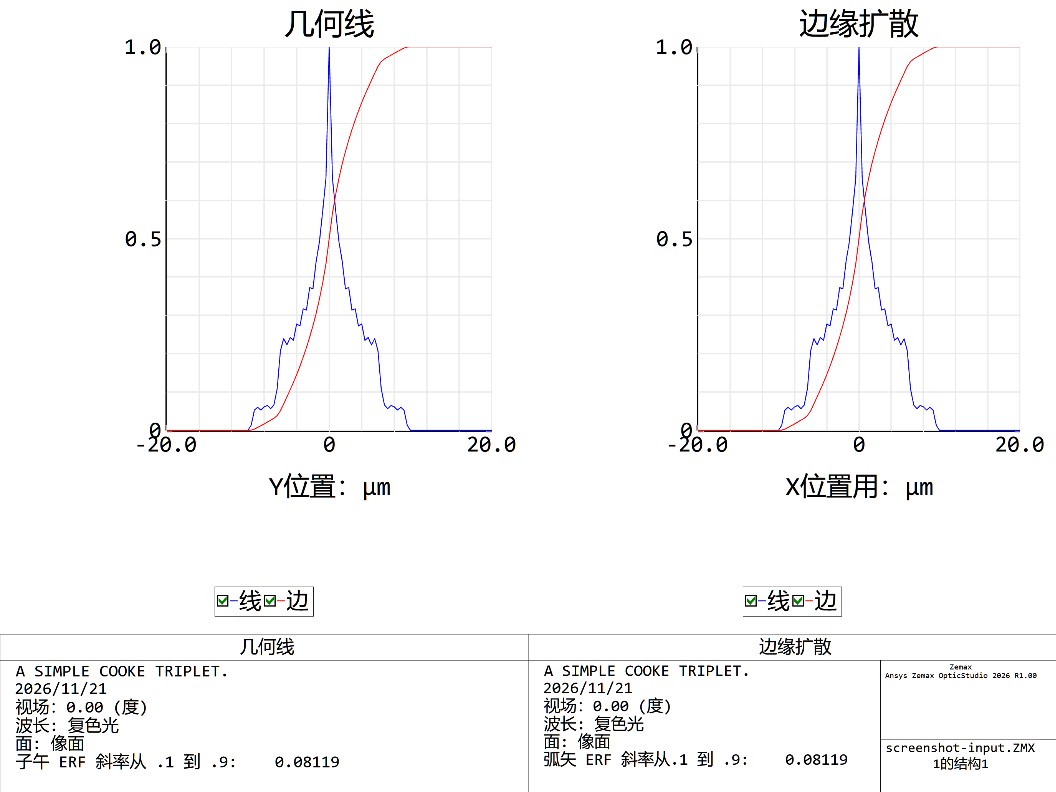 几何线
1.0
0.5
0
-20.0
0
20.0
Y位置: μm
线 边
边缘扩散
1.0
0.5
0
-20.0
0
20.0
X位置用: μm
线 边
几何线
A SIMPLE COOKE TRIPLET.
2026/11/21
视场: 0.00 (度)
波长: 复色光
面: 像面
子午 ERF 斜率从 .1 到 .9: 0.08119
边缘扩散
A SIMPLE COOKE TRIPLET.
2026/11/21
视场: 0.00 (度)
波长: 复色光
面: 像面
弧矢 ERF 斜率从.1 到 .9: 0.08119
Zemax
Ansys Zemax OpticStudio 2026 R1.00
screenshot-input.ZMX
1的结构1